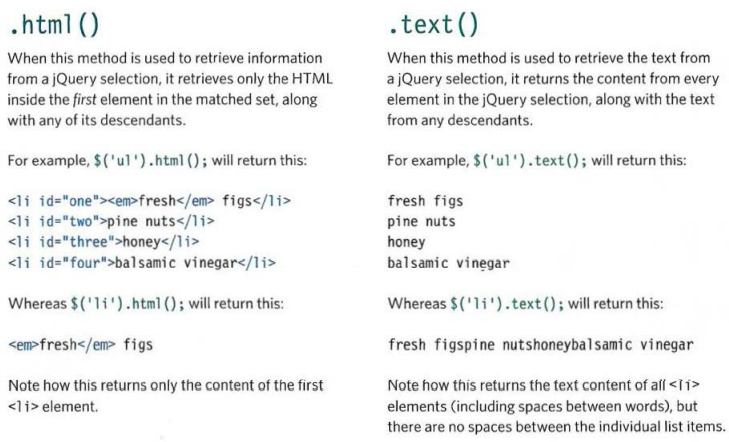 .html()
When this method is used to retrieve information
from a jQuery selection, it retrieves only the HTML
inside the first element in the matched set, along
with any of its descendants.
For example, $('ul').html(); will return this:
<li id="one"><em>fresh</em> figs</li>
<li id="two">pine nuts</li>
<li id="three">honey</li>
<li id="four">balsamic vinegar</li>
Whereas $('li').html(); will return this:
<em>fresh</em> figs
Note how this returns only the content of the first
<li> element.
.text()
When this method is used to retrieve the text from
a jQuery selection, it returns the content from every
element in the jQuery selection, along with the text
from any descendants.
For example, $('ul').text(); will return this:
fresh figs
pine nuts
honey
balsamic vinegar
Whereas $('li').text(); will return this:
fresh figspine nutshoneybalsamic vinegar
Note how this returns the text content of all <li>
elements (including spaces between words), but
there are no spaces between the individual list items.